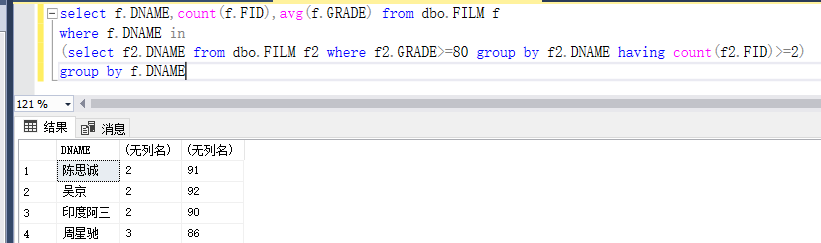 select f.DNAME,count(f.FID),avg(f.GRADE) from dbo.FILM f
where f.DNAME in
(select f2.DNAME from dbo.FILM f2 where f2.GRADE>=80 group by f2.DNAME having count(f2.FID)>=2)
group by f.DNAME
121 %
结果 消息
DNAME (无列名) (无列名)
1 陈思诚 2 91
2 吴京 2 92
3 印度阿三 2 90
4 周星驰 3 86